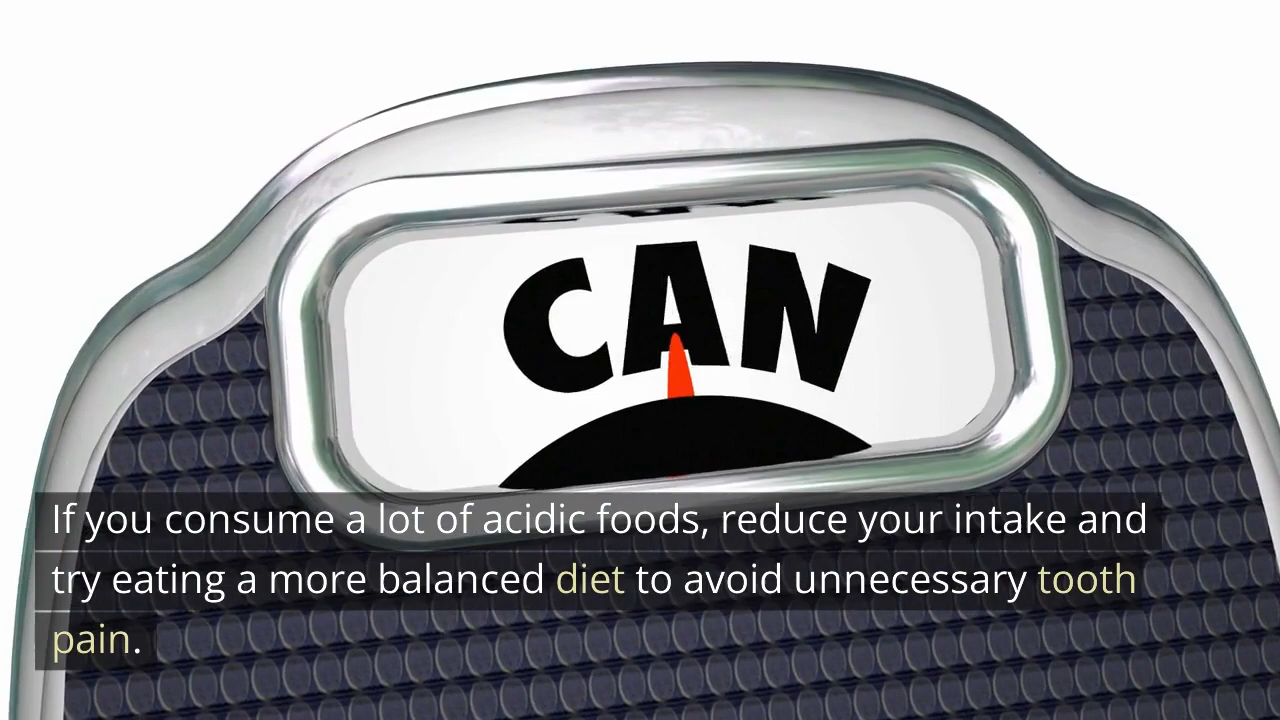 CAN
If you consume a lot of acidic foods, reduce your intake and
try eating a more balanced diet to avoid unnecessary tooth
pain.